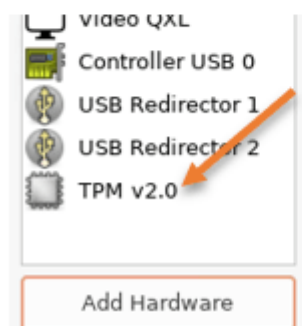 Video QXL
Controller USB 0
USB Redirector 1
USB Redirector 2
TPM v2.0
Add Hardware